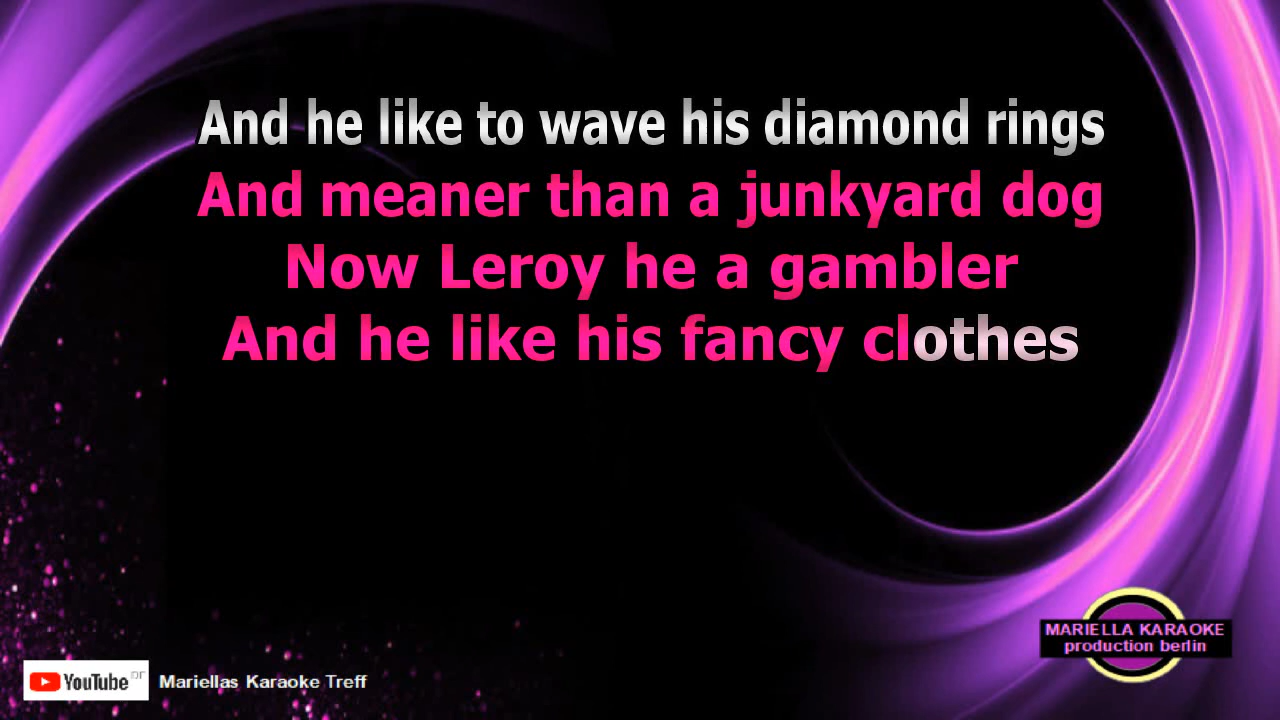 And he like to wave his diamond rings
And meaner than a junkyard dog
Now Leroy he a gambler
And he like his fancy clothes
MARIELLA KARAOKE
production berlin
YouTube
Mariellas Karaoke Treff